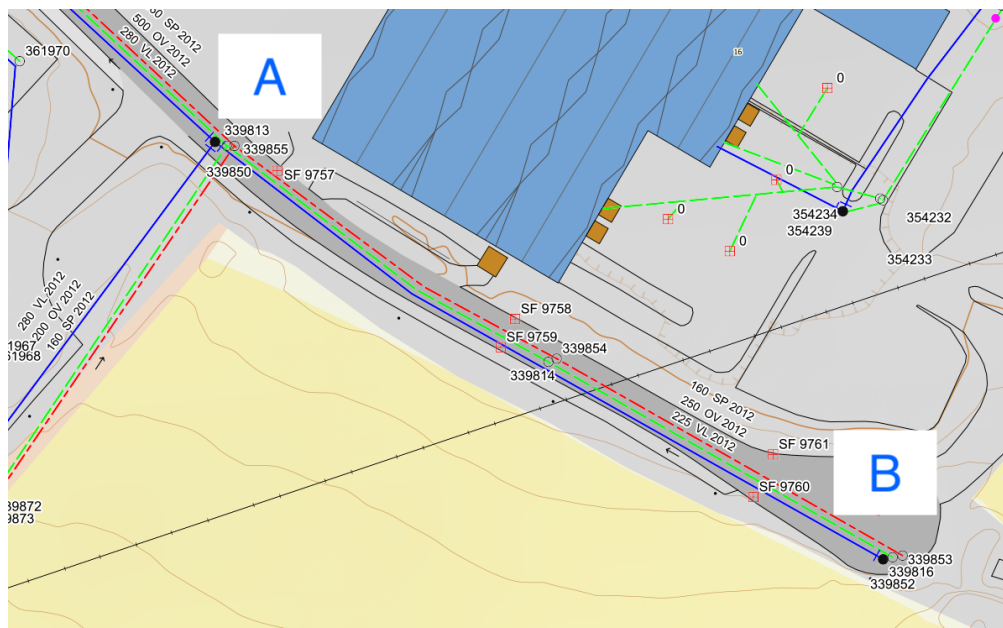 160 SP 2012
500 OV 2012
280 VL 2012
361970
A
16
0
339813
339855
339850
SF 9757
0
0
0
354234
354239
354232
354233
280 VL 2012
200 OV 2012
160 SP 2012
SF 9758
SF 9759
339854
339814
160 SP 2012
250 OV 2012
225 VL 2012
SF 9761
B
SF 9760
339853
339816
339852